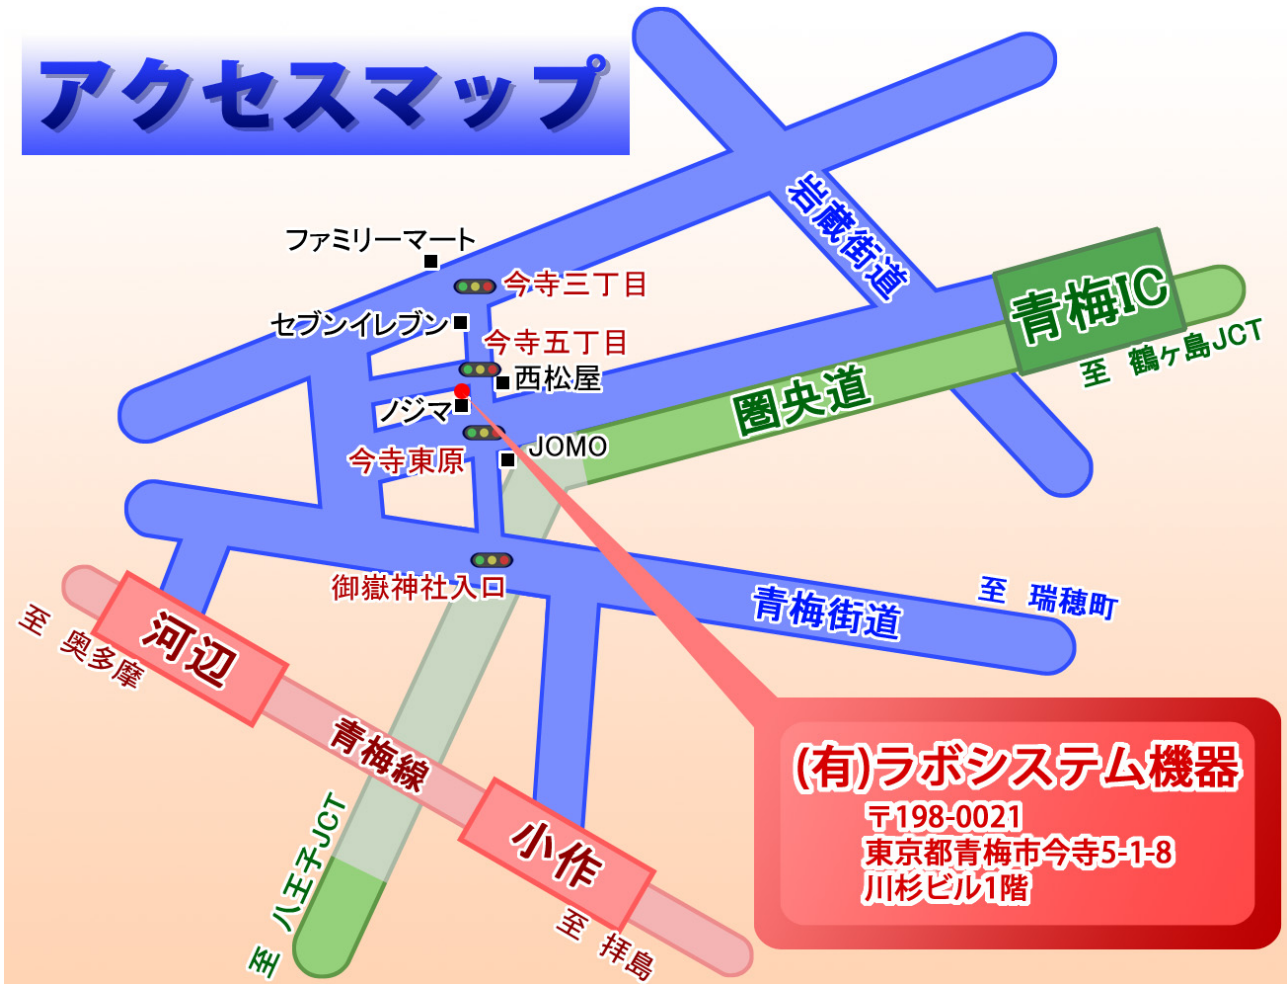 アクセスマップ
岩蔵街道
ファミリーマート
今寺三丁目
青梅IC
セブンイレブン
今寺五丁目
至 鶴ヶ島JCT
西松屋
圏央道
ノジマ
今寺東原
JOMO
御嶽神社入口
青梅街道
至 瑞穂町
河辺
至 奥多摩
青梅線
小作
至 八王子JCT
至 拝島
(有)ラボシステム機器
〒198-0021
東京都青梅市今寺5-1-8
川杉ビル1階